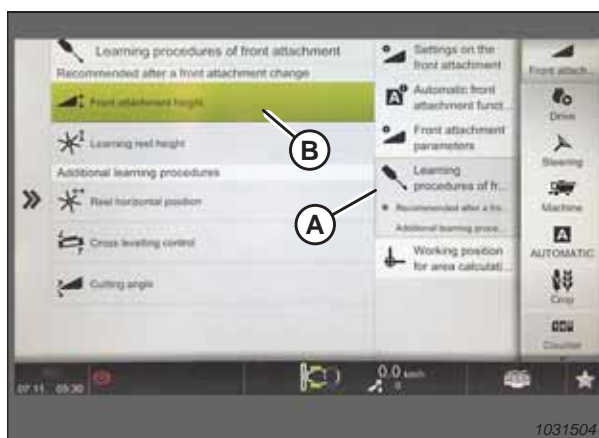 Learning procedures of front attachment
Recommended after a front attachment change
Front attachment height
Learning reel height
Additional learning procedures
Reel horizontal position
Cross levelling control
Cutting angle
Settings on the
front attachment
Automatic front
attachment funct...
Front attachment
parameters
Learning
procedures of fr...
Recommended after a fro...
Additional learning proce...
Working position
for area calculati...
Front attach...
Drive
Steering
Machine
A
AUTOMATIC
Crop
Counter
B
A
07.11 05:30
0.0 km/h
0
1031504